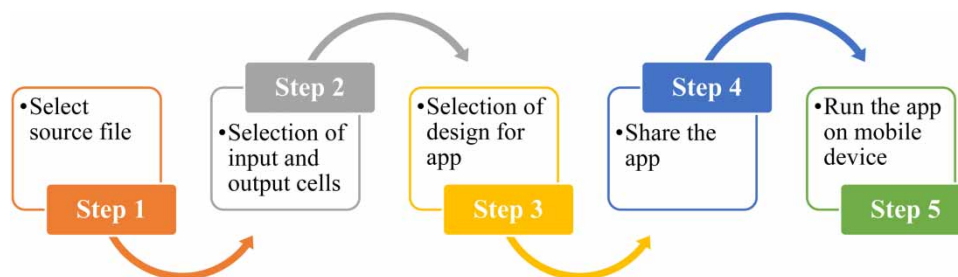 •Select
source file
Step 1
Step 2
•Selection of
input and
output cells
•Selection of
design for
app
Step 3
Step 4
•Share the
app
•Run the app
on mobile
device
Step 5